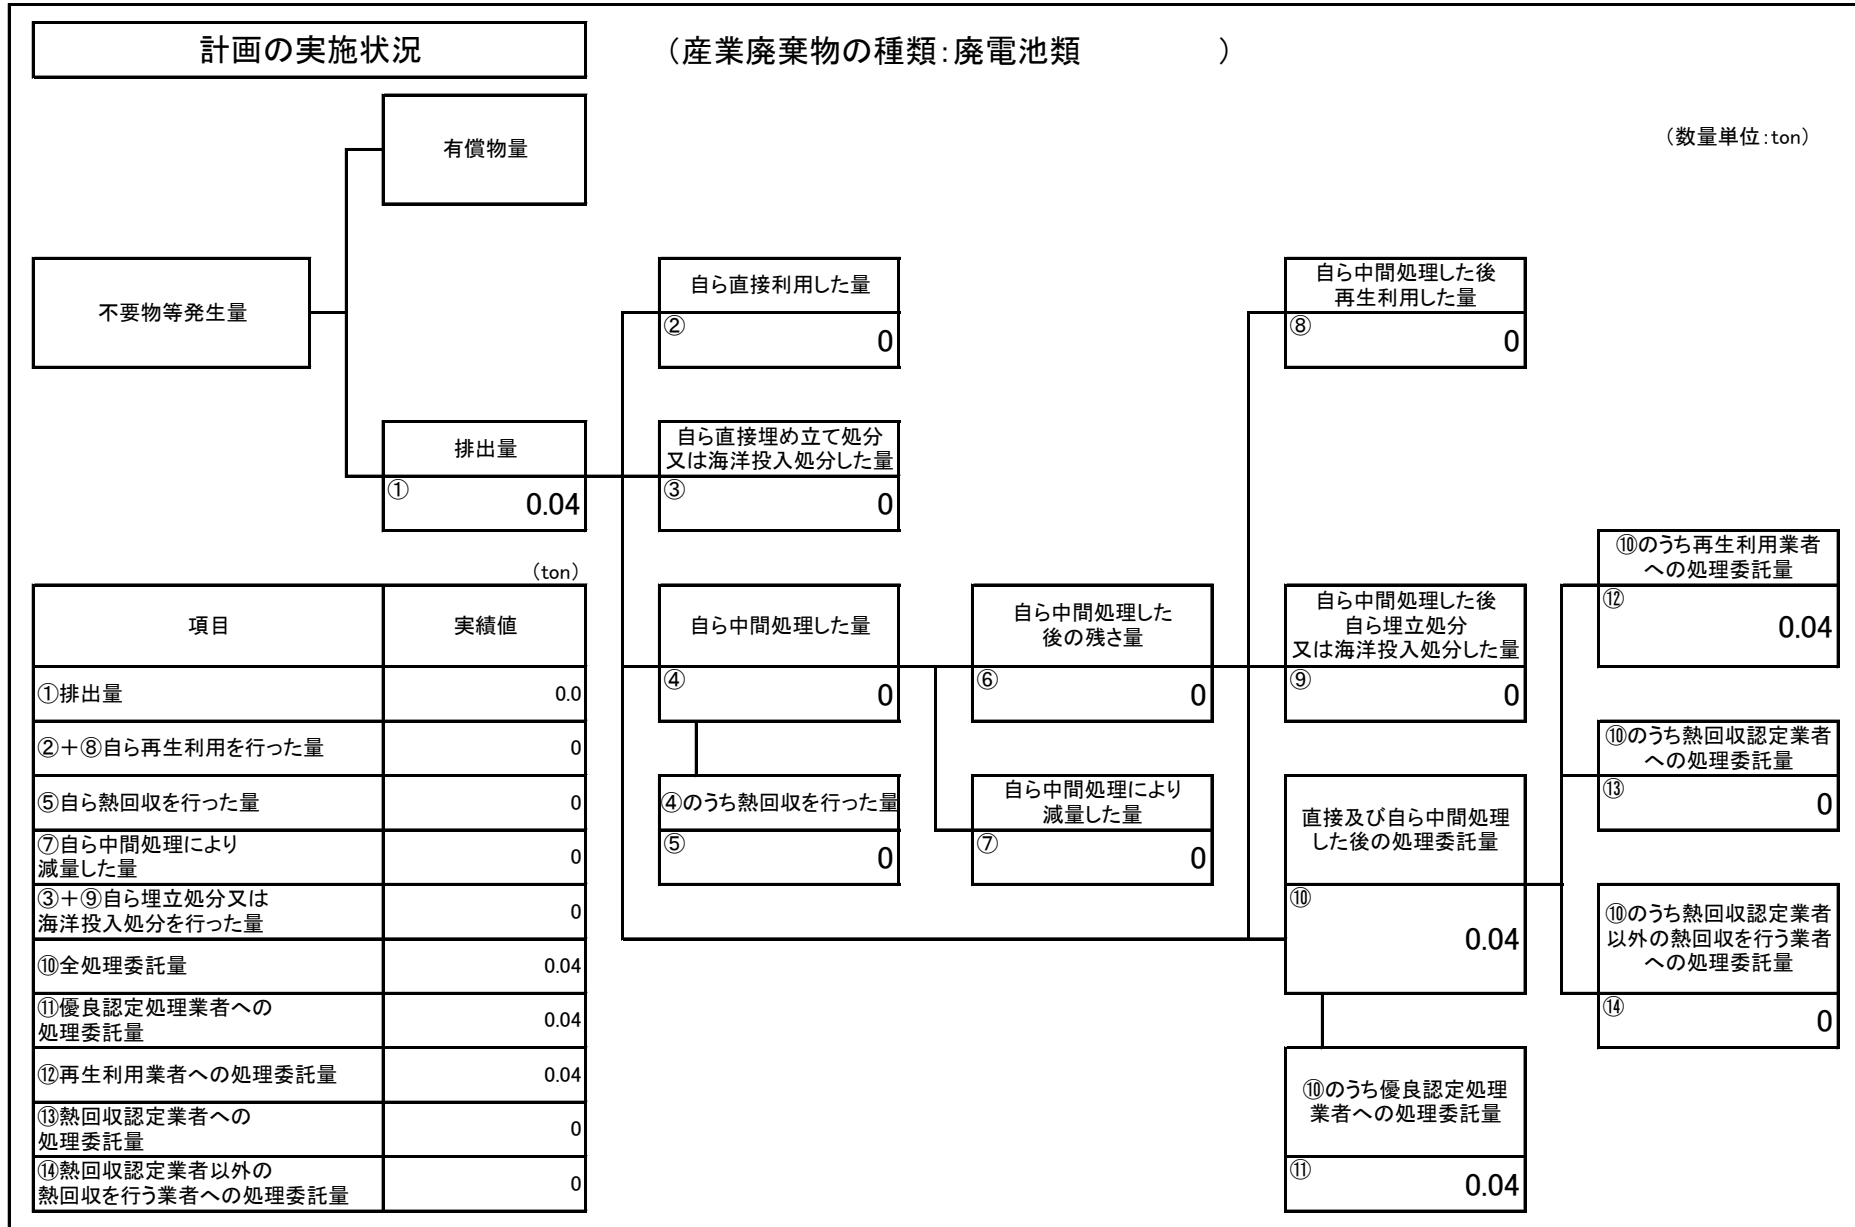 計画の実施状況
（産業廃棄物の種類：廃電池類　　　　）
（数量単位：ton）
有償物量
不要物等発生量
自ら直接利用した量
②
0
自ら中間処理した後
再生利用した量
⑧
0
排出量
①
0.04
自ら直接埋め立て処分
又は海洋投入処分した量
③
0
（ton）
項目
実績値
①排出量
0.0
②＋⑧自ら再生利用を行った量
0
⑤自ら熱回収を行った量
0
⑦自ら中間処理により
減量した量
0
③＋⑨自ら埋立処分又は
海洋投入処分を行った量
0
⑩全処理委託量
0.04
⑪優良認定処理業者への
処理委託量
0.04
⑫再生利用業者への処理委託量
0.04
⑬熱回収認定業者への
処理委託量
0
⑭熱回収認定業者以外の
熱回収を行う業者への処理委託量
0
自ら中間処理した量
④
0
④のうち熱回収を行った量
⑤
0
自ら中間処理した
後の残さ量
⑥
0
自ら中間処理により
減量した量
⑦
0
自ら中間処理した後
自ら埋立処分
又は海洋投入処分した量
⑨
0
直接及び自ら中間処理
した後の処理委託量
⑩
0.04
⑩のうち優良認定処理
業者への処理委託量
⑪
0.04
⑩のうち再生利用業者
への処理委託量
⑫
0.04
⑩のうち熱回収認定業者
への処理委託量
⑬
0
⑩のうち熱回収認定業者
以外の熱回収を行う業者
への処理委託量
⑭
0